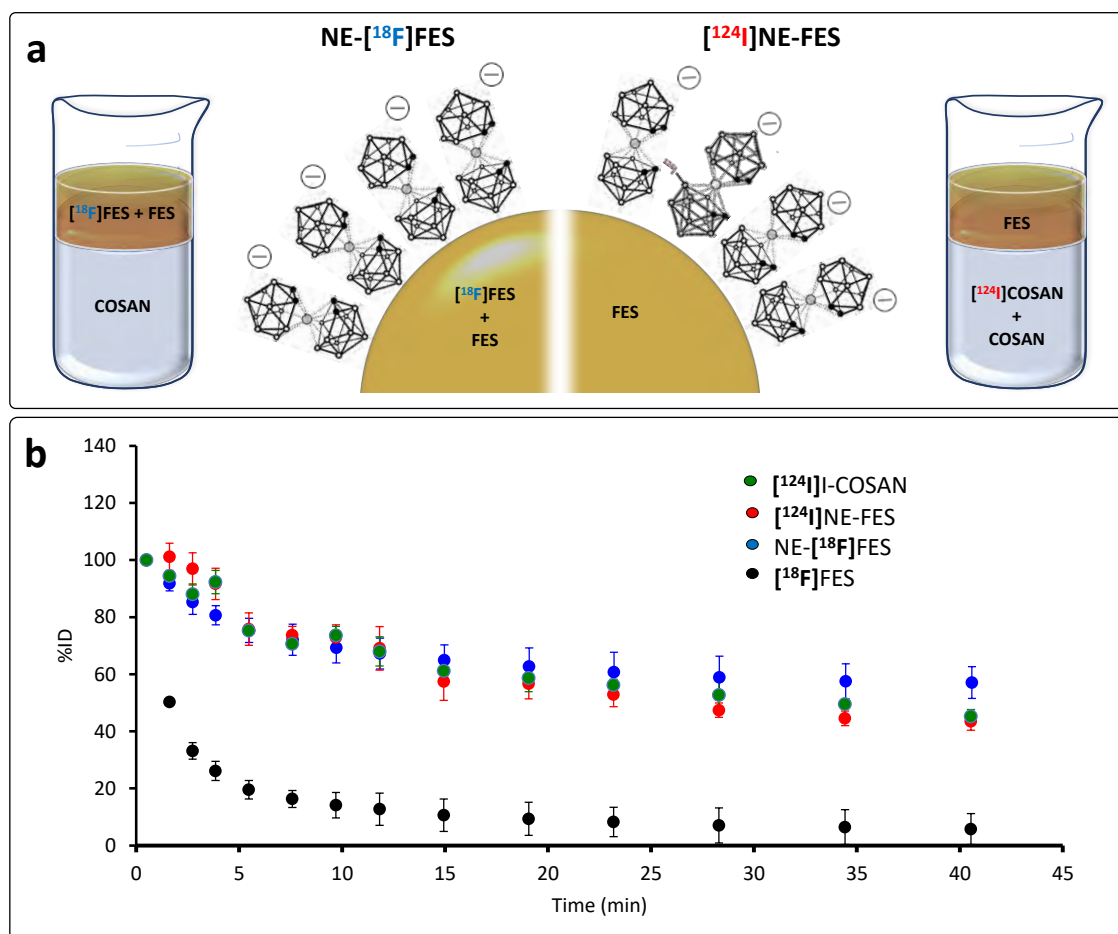 a
NE-[¹⁸F]FES
[¹²⁴I]NE-FES
[¹⁸F]FES + FES
COSAN
[¹⁸F]FES
+
FES
FES
FES
[¹²⁴I]COSAN
+
COSAN
b
140
120
100
80
60
40
20
0
%ID
[¹²⁴I]I-COSAN
[¹²⁴I]NE-FES
NE-[¹⁸F]FES
[¹⁸F]FES
0 5 10 15 20 25 30 35 40 45
Time (min)